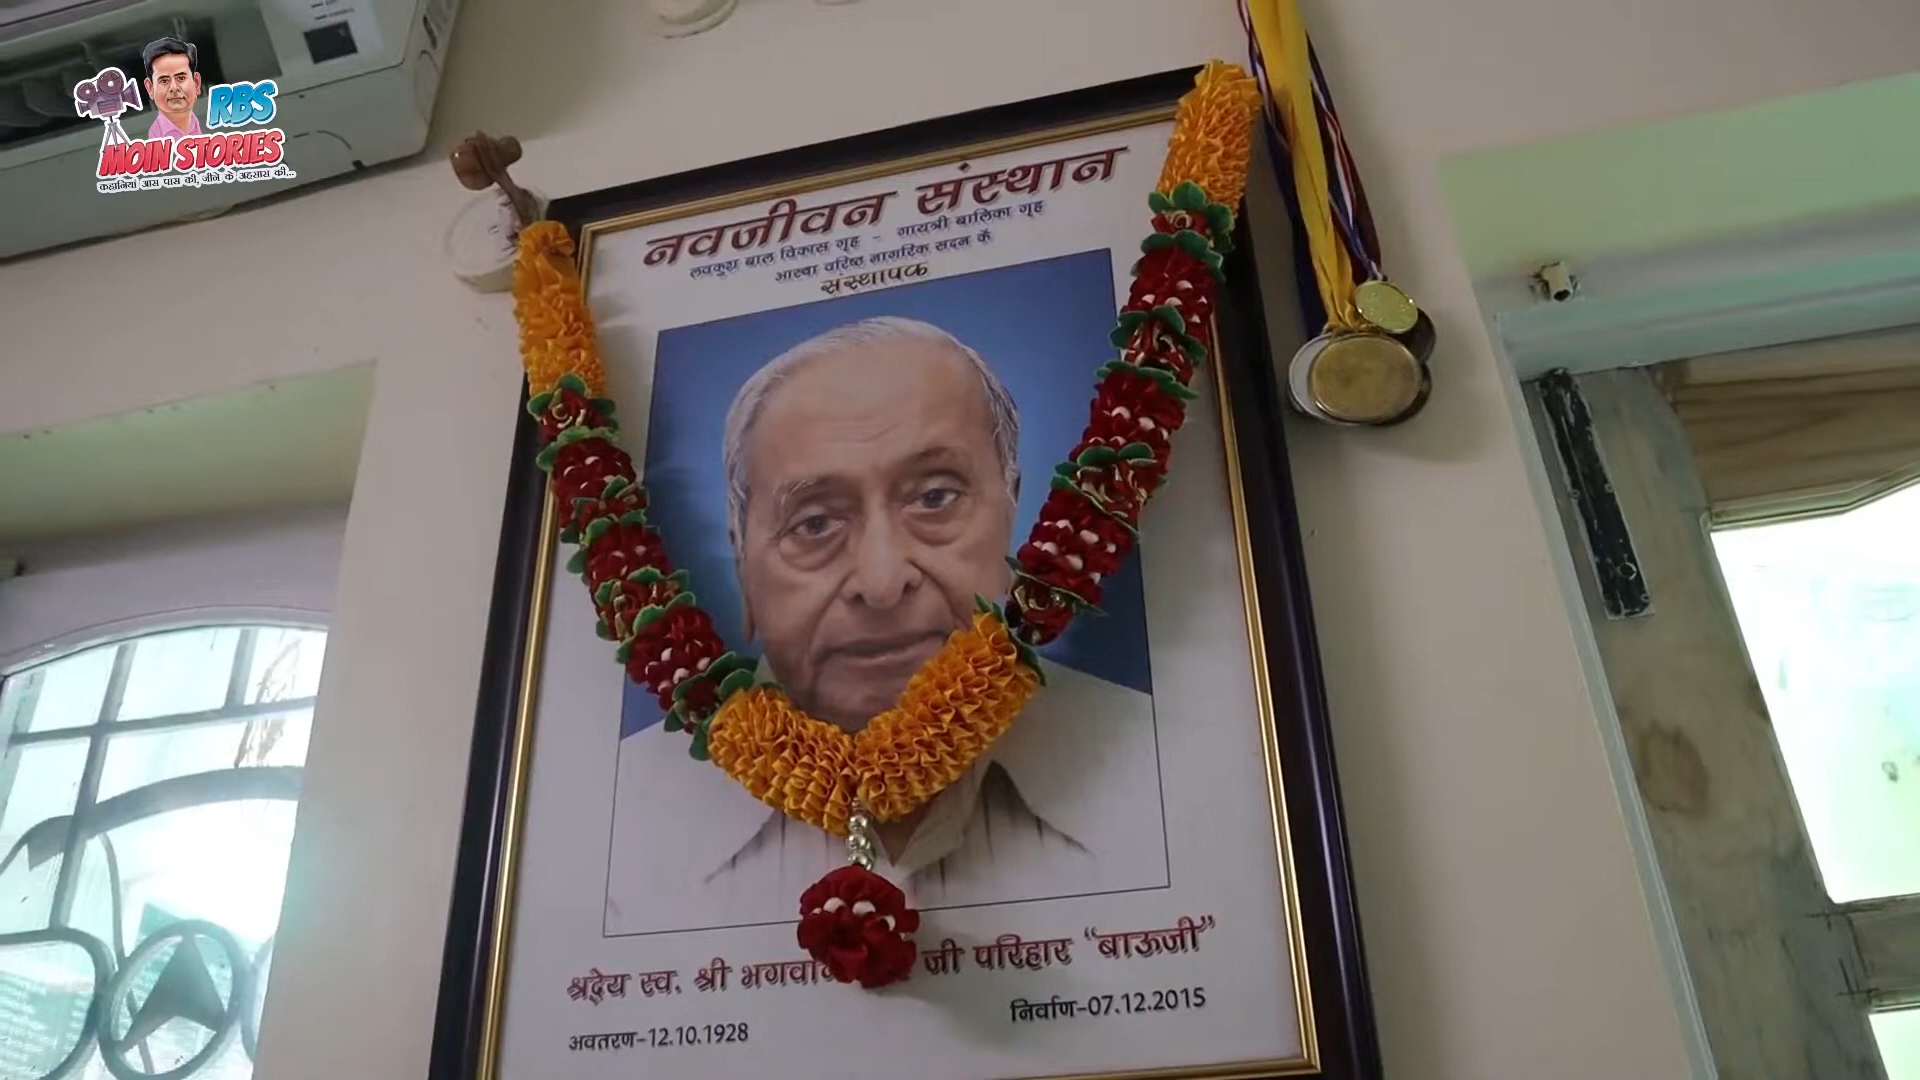 RBS
MOIN STORIES
कहानियां आस पास की, जीने के अहसास की...
नवजीवन संस्थान
लवकुश बाल विकास गृह - गायत्री बालिका गृह
आस्था वरिष्ठ नागरिक सदन के
संस्थापक
श्रद्धेय स्व. श्री जी परिहार “बाऊजी”
अवतरण-12.10.1928
निर्वाण-07.12.2015